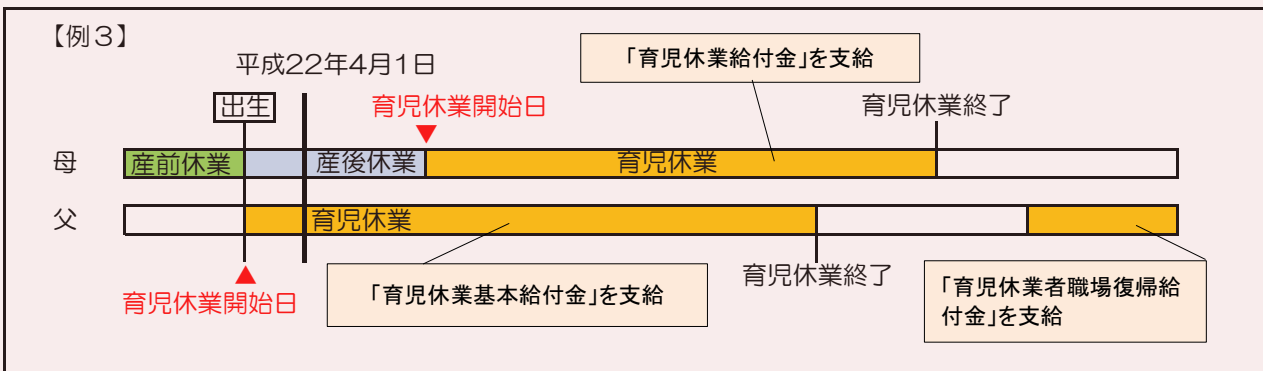 【例3】
平成22年4月1日
「育児休業給付金」を支給
出生
育児休業開始日
育児休業終了
母
産前休業
産後休業
育児休業
父
育児休業
育児休業開始日
「育児休業基本給付金」を支給
育児休業終了
「育児休業者職場復帰給
付金」を支給